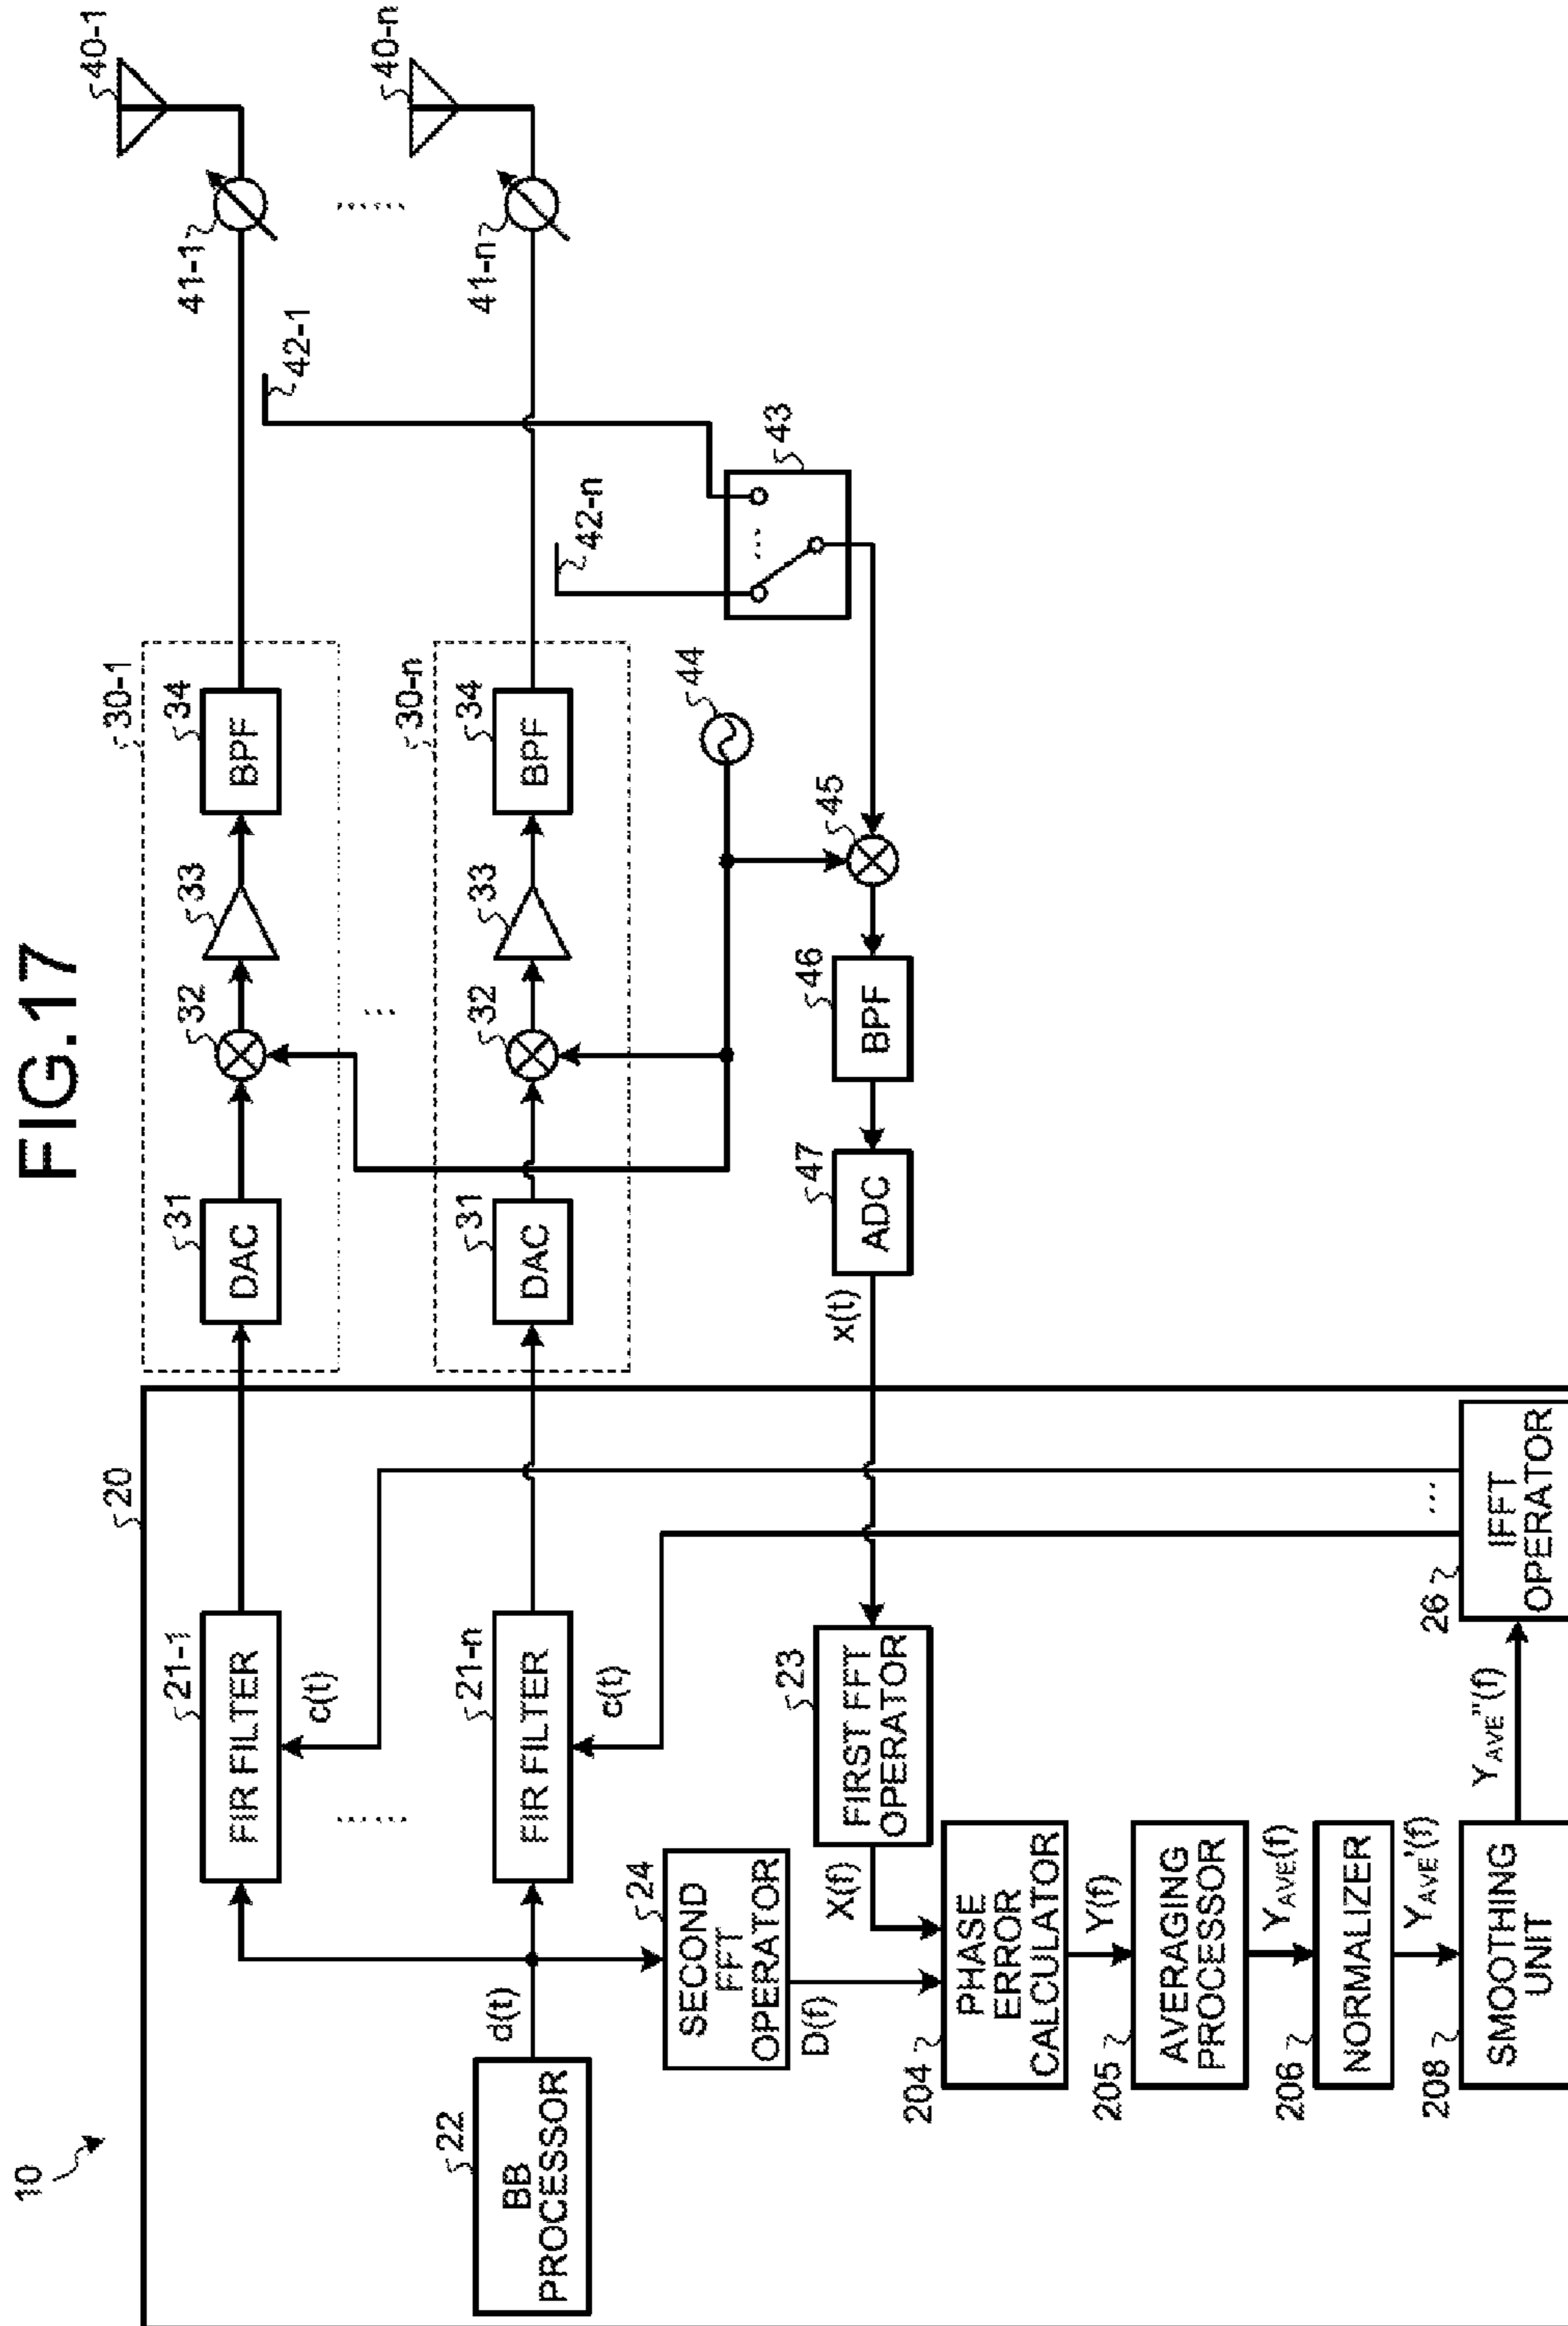 FIG.17
10
20
22
BB
PROCESSOR
d(t)
21-1
FIR FILTER
c(t)
21-n
FIR FILTER
c(t)
24
SECOND
FFT
OPERATOR
D(f)
23
FIRST FFT
OPERATOR
X(f)
204
PHASE
ERROR
CALCULATOR
Y(f)
205
AVERAGING
PROCESSOR
YAVE(f)
206
NORMALIZER
YAVE'(f)
208
SMOOTHING
UNIT
YAVE"(f)
26
IFFT
OPERATOR
30-1
31
DAC
32
33
34
BPF
30-n
31
DAC
32
33
34
BPF
40-1
41-1
42-1
40-n
41-n
42-n
43
44
45
46
BPF
47
ADC
x(t)